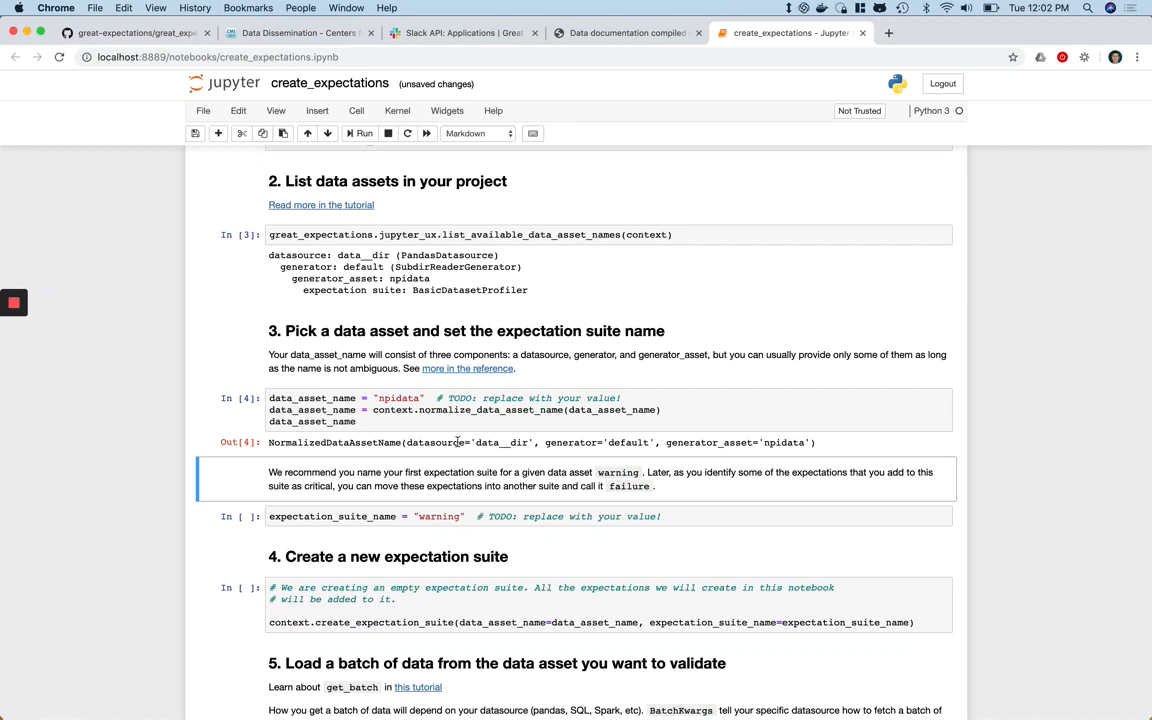 Chrome File Edit View History Bookmarks People Window Help Tue 12:02 PM
great-expectations/great_expe Data Dissemination - Centers Slack API: Applications | Great Data documentation compiled create_expectations - Jupyter
localhost:8889/notebooks/create_expectations.ipynb
jupyter create_expectations (unsaved changes) Logout
File Edit View Insert Cell Kernel Widgets Help Not Trusted Python 3
Run Markdown
2. List data assets in your project
Read more in the tutorial
In [3]: great_expectations.jupyter_ux.list_available_data_asset_names(context)
datasource: data__dir (PandasDatasource)
generator: default (SubdirReaderGenerator)
generator_asset: npidata
expectation suite: BasicDatasetProfiler
3. Pick a data asset and set the expectation suite name
Your data_asset_name will consist of three components: a datasource, generator, and generator_asset, but you can usually provide only some of them as long
as the name is not ambiguous. See more in the reference.
In [4]: data_asset_name = "npidata" # TODO: replace with your value!
data_asset_name = context.normalize_data_asset_name(data_asset_name)
data_asset_name
Out[4]: NormalizedDataAssetName(datasource='data__dir', generator='default', generator_asset='npidata')
We recommend you name your first expectation suite for a given data asset warning. Later, as you identify some of the expectations that you add to this
suite as critical, you can move these expectations into another suite and call it failure.
In [ ]: expectation_suite_name = "warning" # TODO: replace with your value!
4. Create a new expectation suite
In [ ]: # We are creating an empty expectation suite. All the expectations we will create in this notebook
# will be added to it.
context.create_expectation_suite(data_asset_name=data_asset_name, expectation_suite_name=expectation_suite_name)
5. Load a batch of data from the data asset you want to validate
Learn about get_batch in this tutorial
How you get a batch of data will depend on your datasource (pandas, SQL, Spark, etc). BatchKwargs tell your specific datasource how to fetch a batch of